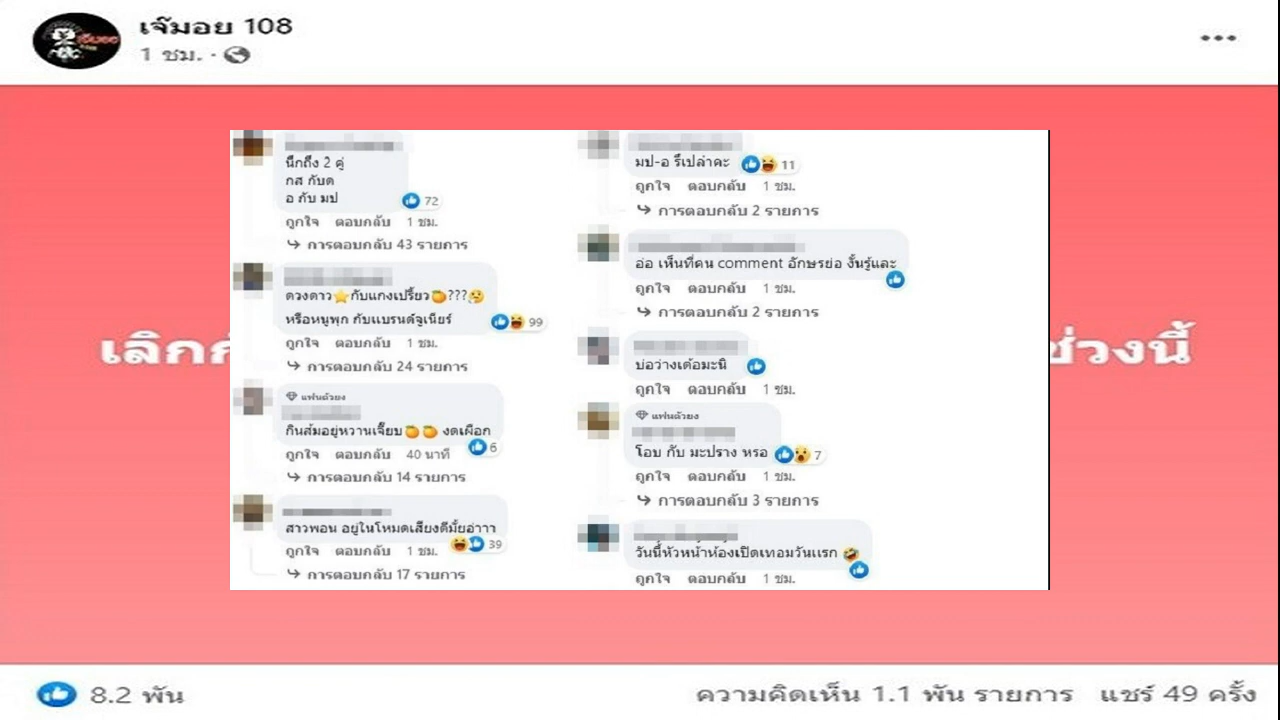 เจ๊มอย 108
1 ชม.
นึกถึง 2 คู่
กส กับด
อ กับ มป
72
ถูกใจ ตอบกลับ 1 ชม.
การตอบกลับ 43 รายการ
ดวงดาว⭐กับแกงเปรี้ยว🍊???🤔
หรือหนูพุก กับแบรนด์จูเนียร์
99
ถูกใจ ตอบกลับ 1 ชม.
การตอบกลับ 24 รายการ
แฟนตัวยง
กินส้มอยู่หวานเจี๊ยบ🍊🍊 งดเผือก
6
ถูกใจ ตอบกลับ 40 นาที
การตอบกลับ 14 รายการ
สาวพอน อยู่ในโหมดเสี่ยงดีมั้ยอ่าาา
39
ถูกใจ ตอบกลับ 1 ชม.
การตอบกลับ 17 รายการ
มป-อ รึเปล่าคะ
11
ถูกใจ ตอบกลับ 1 ชม.
การตอบกลับ 2 รายการ
อ่อ เห็นที่คน comment อักษรย่อ งั้นรู้และ
ถูกใจ ตอบกลับ 1 ชม.
การตอบกลับ 2 รายการ
บ่อว่างเด้อมะนิ
ถูกใจ ตอบกลับ 1 ชม.
แฟนตัวยง
โอบ กับ มะปราง หรอ
7
ถูกใจ ตอบกลับ 1 ชม.
การตอบกลับ 3 รายการ
วันนี้หัวหน้าห้องเปิดเทอมวันแรก 🤣
ถูกใจ ตอบกลับ 1 ชม.
เลิกก ช่วงนี้
8.2 พัน
ความคิดเห็น 1.1 พัน รายการ แชร์ 49 ครั้ง